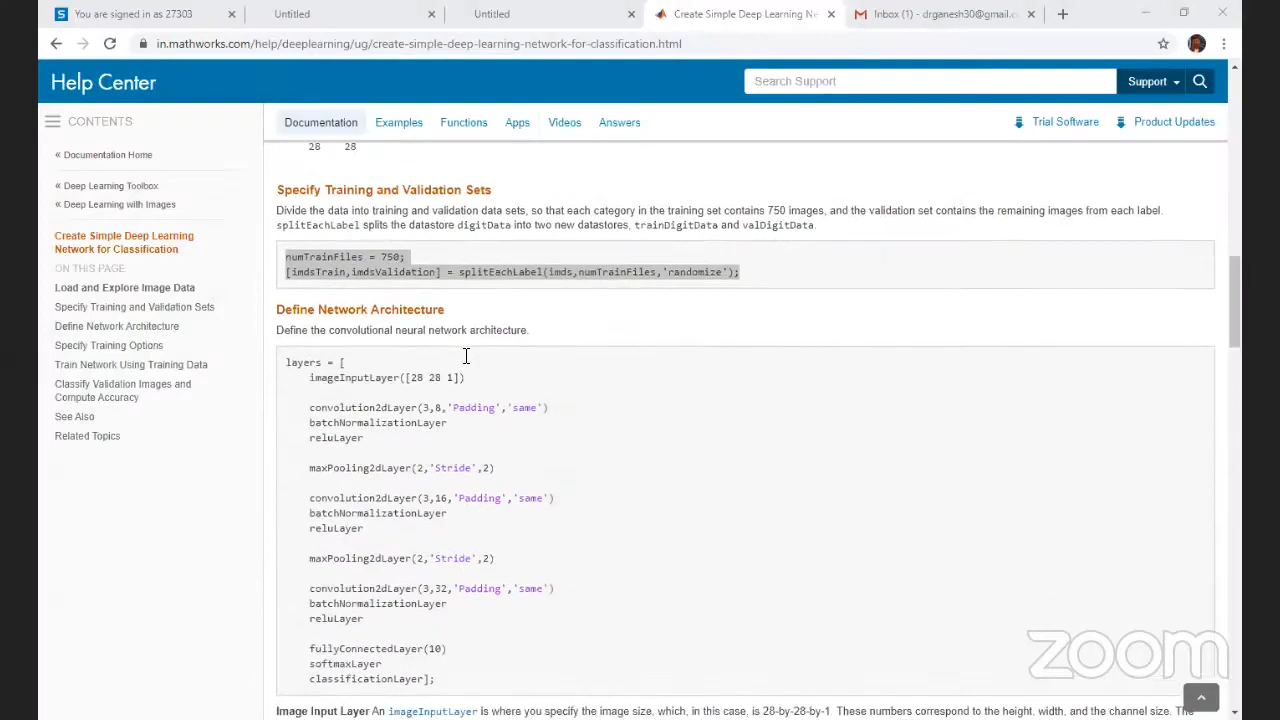 You are signed in as 27303
Untitled
Untitled
Create Simple Deep Learning Ne
Inbox (1) - drganesh30@gmail.c
in.mathworks.com/help/deeplearning/ug/create-simple-deep-learning-network-for-classification.html
Help Center
Search Support
Support
CONTENTS
Documentation
Examples
Functions
Apps
Videos
Answers
Trial Software
Product Updates
« Documentation Home
« Deep Learning Toolbox
« Deep Learning with Images
Create Simple Deep Learning
Network for Classification
ON THIS PAGE
Load and Explore Image Data
Specify Training and Validation Sets
Define Network Architecture
Specify Training Options
Train Network Using Training Data
Classify Validation Images and
Compute Accuracy
See Also
Related Topics
28 28
Specify Training and Validation Sets
Divide the data into training and validation data sets, so that each category in the training set contains 750 images, and the validation set contains the remaining images from each label.
splitEachLabel splits the datastore digitData into two new datastores, trainDigitData and valDigitData.
numTrainFiles = 750;
[imdsTrain,imdsValidation] = splitEachLabel(imds,numTrainFiles,'randomize');
Define Network Architecture
Define the convolutional neural network architecture.
layers = [
imageInputLayer([28 28 1])
convolution2dLayer(3,8,'Padding','same')
batchNormalizationLayer
reluLayer
maxPooling2dLayer(2,'Stride',2)
convolution2dLayer(3,16,'Padding','same')
batchNormalizationLayer
reluLayer
maxPooling2dLayer(2,'Stride',2)
convolution2dLayer(3,32,'Padding','same')
batchNormalizationLayer
reluLayer
fullyConnectedLayer(10)
softmaxLayer
classificationLayer];
Image Input Layer An imageInputLayer is where you specify the image size, which, in this case, is 28-by-28-by-1. These numbers correspond to the height, width, and the channel size. The
zoom